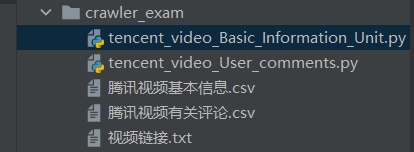 crawler_exam
tencent_video_Basic_Information_Unit.py
tencent_video_User_comments.py
腾讯视频基本信息.csv
腾讯视频有关评论.csv
视频链接.txt